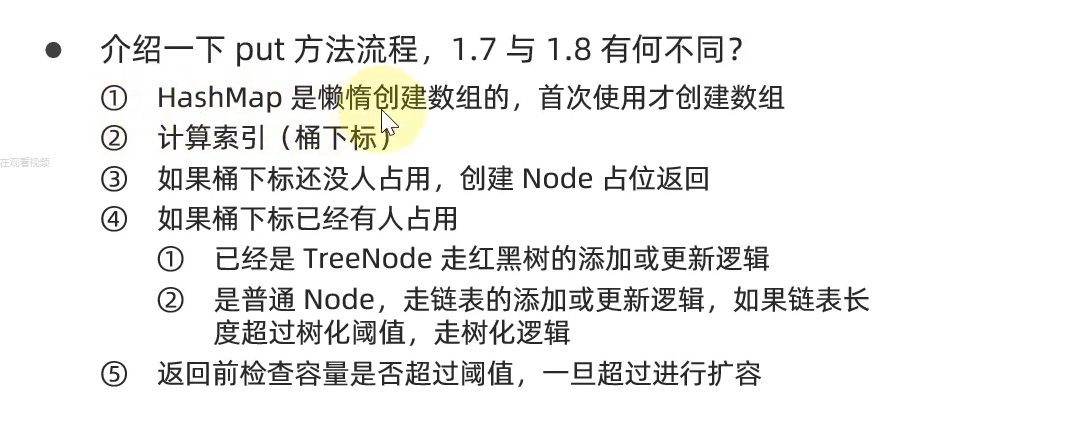 ● 介绍一下 put 方法流程，1.7 与 1.8 有何不同？
① HashMap 是懒惰创建数组的，首次使用才创建数组
② 计算索引（桶下标）
在观看视频
③ 如果桶下标还没人占用，创建 Node 占位返回
④ 如果桶下标已经有人占用
① 已经是 TreeNode 走红黑树的添加或更新逻辑
② 是普通 Node，走链表的添加或更新逻辑，如果链表长
度超过树化阈值，走树化逻辑
⑤ 返回前检查容量是否超过阈值，一旦超过进行扩容